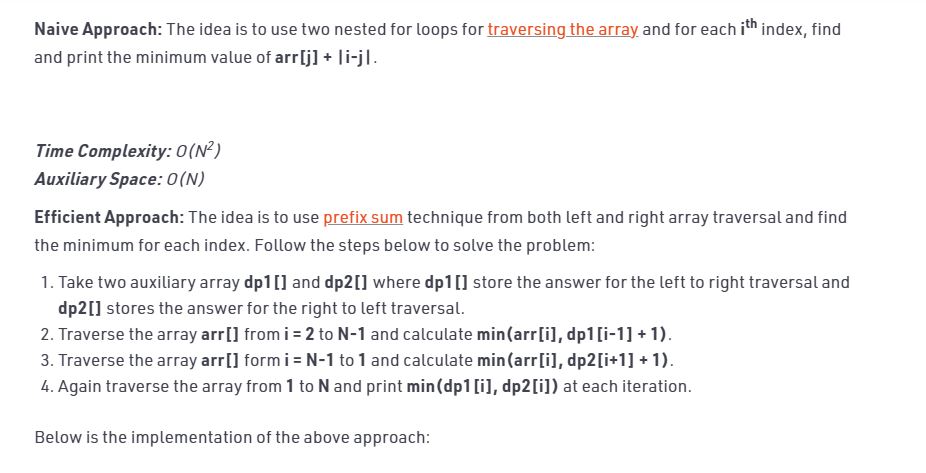 Naive Approach: The idea is to use two nested for loops for traversing the array and for each iᵗʰ index, find
and print the minimum value of arr[j] + |i-j|.
Time Complexity: O(N²)
Auxiliary Space: O(N)
Efficient Approach: The idea is to use prefix sum technique from both left and right array traversal and find
the minimum for each index. Follow the steps below to solve the problem:
1. Take two auxiliary array dp1[] and dp2[] where dp1[] store the answer for the left to right traversal and
dp2[] stores the answer for the right to left traversal.
2. Traverse the array arr[] from i = 2 to N-1 and calculate min(arr[i], dp1[i-1] + 1).
3. Traverse the array arr[] form i = N-1 to 1 and calculate min(arr[i], dp2[i+1] + 1).
4. Again traverse the array from 1 to N and print min(dp1[i], dp2[i]) at each iteration.
Below is the implementation of the above approach: